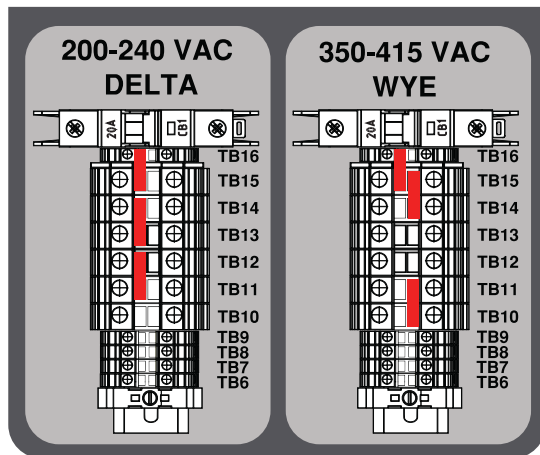 200-240 VAC
DELTA
20A
CB1
TB16
TB15
TB14
TB13
TB12
TB11
TB10
TB9
TB8
TB7
TB6
350-415 VAC
WYE
20A
CB1
TB16
TB15
TB14
TB13
TB12
TB11
TB10
TB9
TB8
TB7
TB6